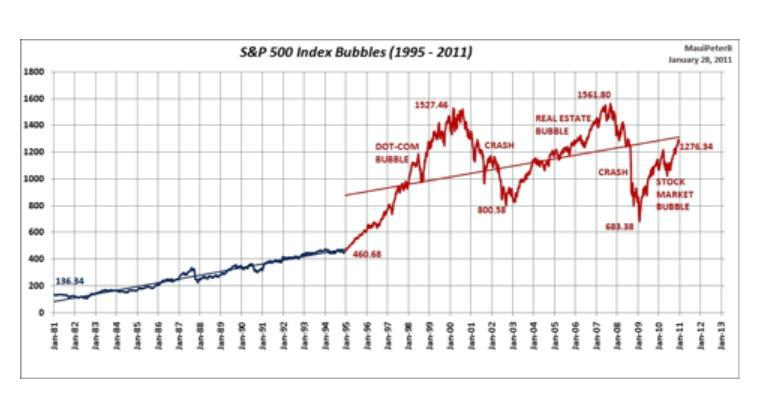 S&P 500 Index Bubbles (1995 - 2011)
MauiPeterB
January 28, 2011
1800
1600
1400
1200
1000
800
600
400
200
0
136.34
460.68
DOT-COM
BUBBLE
1527.46
CRASH
800.58
REAL ESTATE
BUBBLE
1561.80
CRASH
683.38
1276.34
STOCK
MARKET
BUBBLE
Jan-81
Jan-82
Jan-83
Jan-84
Jan-85
Jan-86
Jan-87
Jan-88
Jan-89
Jan-90
Jan-91
Jan-92
Jan-93
Jan-94
Jan-95
Jan-96
Jan-97
Jan-98
Jan-99
Jan-00
Jan-01
Jan-02
Jan-03
Jan-04
Jan-05
Jan-06
Jan-07
Jan-08
Jan-09
Jan-10
Jan-11
Jan-12
Jan-13